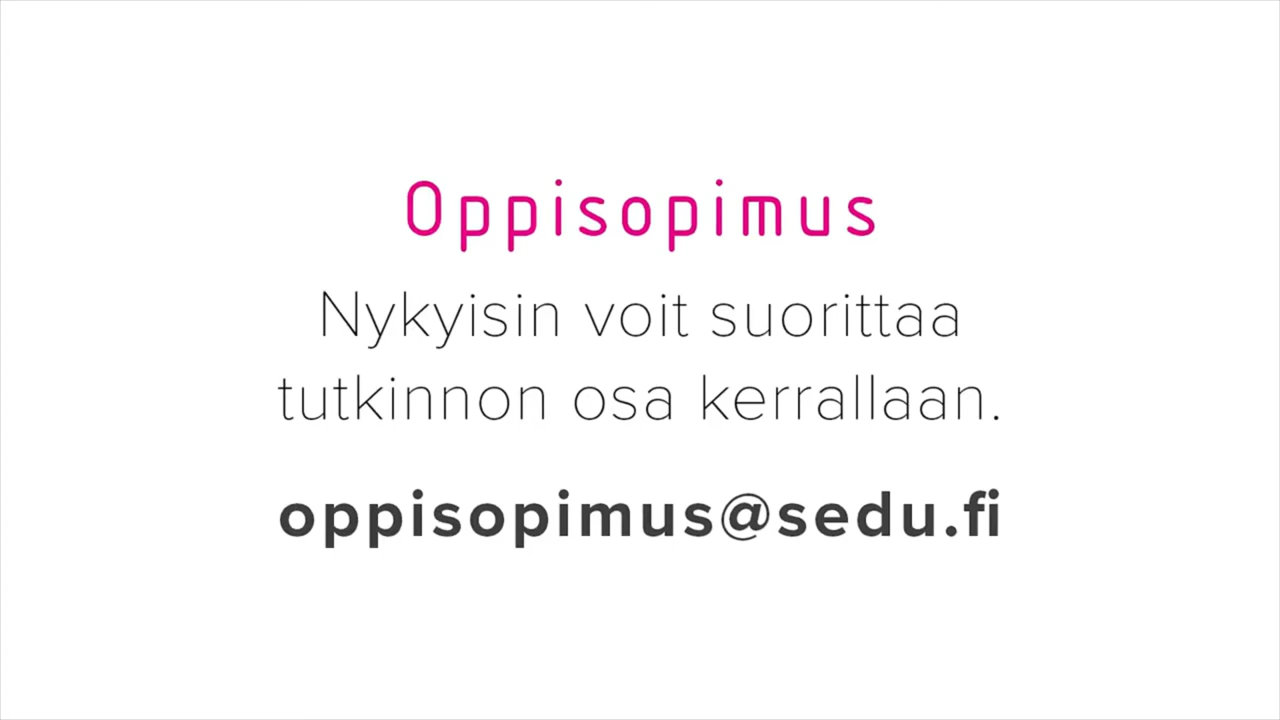 Oppisopimus
Nykyisin voit suorittaa
tutkinnon osa kerrallaan.
oppisopimus@sedu.fi